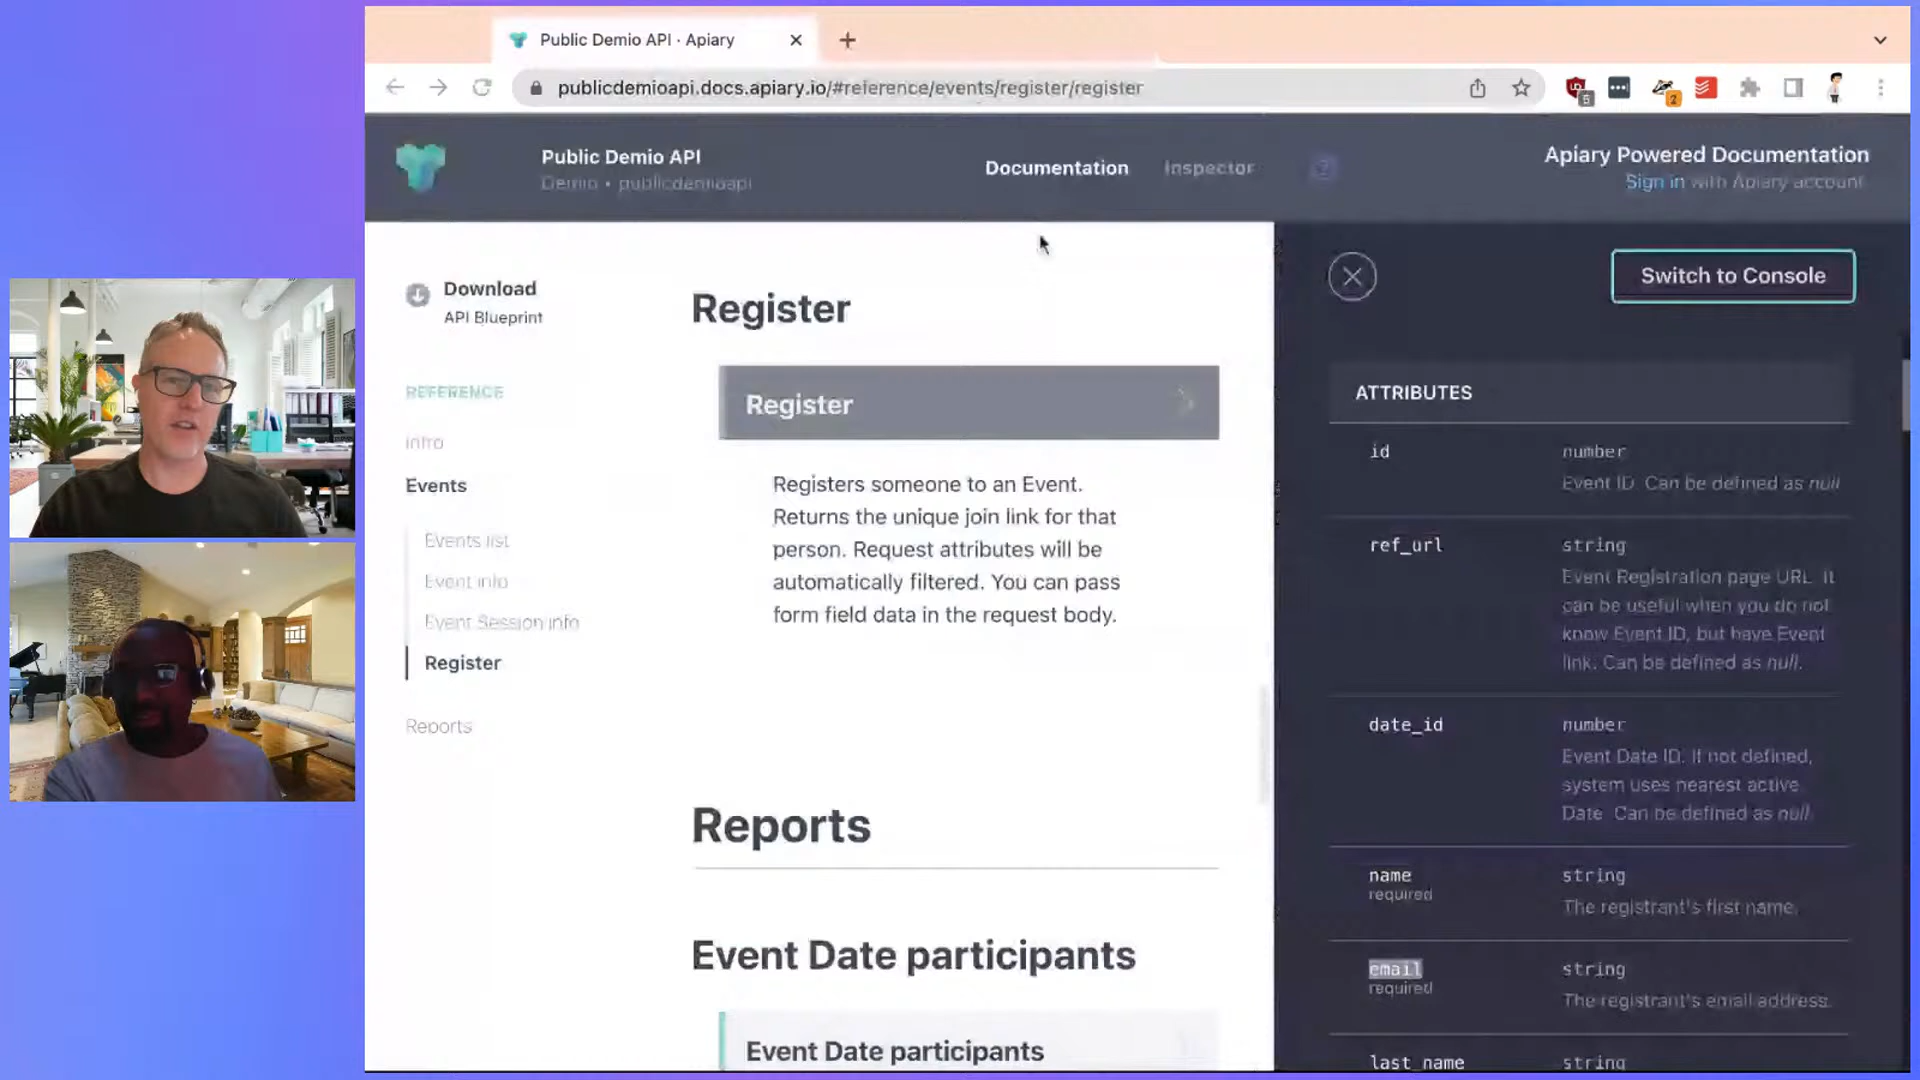 Public Demio API · Apiary
publicdemioapi.docs.apiary.io/#reference/events/register/register
5
2
Public Demio API
Demio • publicdemioapi
Documentation
Inspector
?
Apiary Powered Documentation
Sign in with Apiary account.
Download
API Blueprint
REFERENCE
Intro
Events
Events list
Event info
Event Session info
Register
Reports
Register
Register
Registers someone to an Event.
Returns the unique join link for that
person. Request attributes will be
automatically filtered. You can pass
form field data in the request body.
Reports
Event Date participants
Event Date participants
Switch to Console
ATTRIBUTES
id
number
Event ID. Can be defined as null
ref_url
string
Event Registration page URL. It
can be useful when you do not
know Event ID, but have Event
link. Can be defined as null.
date_id
number
Event Date ID. If not defined,
system uses nearest active
Date. Can be defined as null
name
required
string
The registrant's first name.
email
required
string
The registrant's email address.
last_name
string